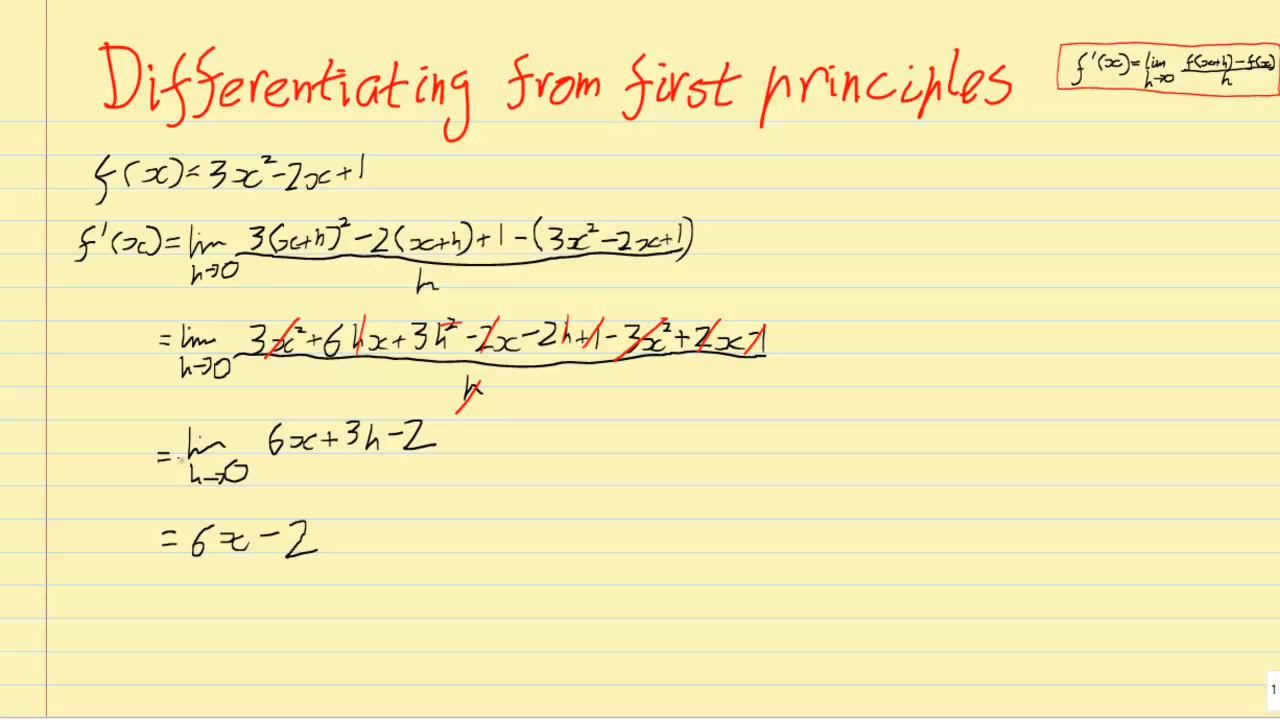 Differentiating from first principles
f'(x)=lim h→0 f(x+h)-f(x) / h
f(x)=3x²-2x+1
f'(x)=lim h→0 3(x+h)²-2(x+h)+1-(3x²-2x+1) / h
=lim h→0 3x²+6hx+3h²-2x-2h+1-3x²+2x-1 / h
=lim h→0 6x+3h-2
=6x-2
1